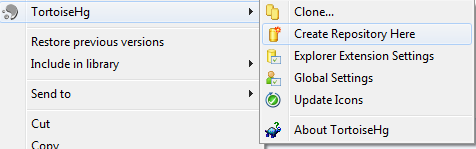 TortoiseHg
Restore previous versions
Include in library
Send to
Cut
Copy
Clone...
Create Repository Here
Explorer Extension Settings
Global Settings
Update Icons
About TortoiseHg